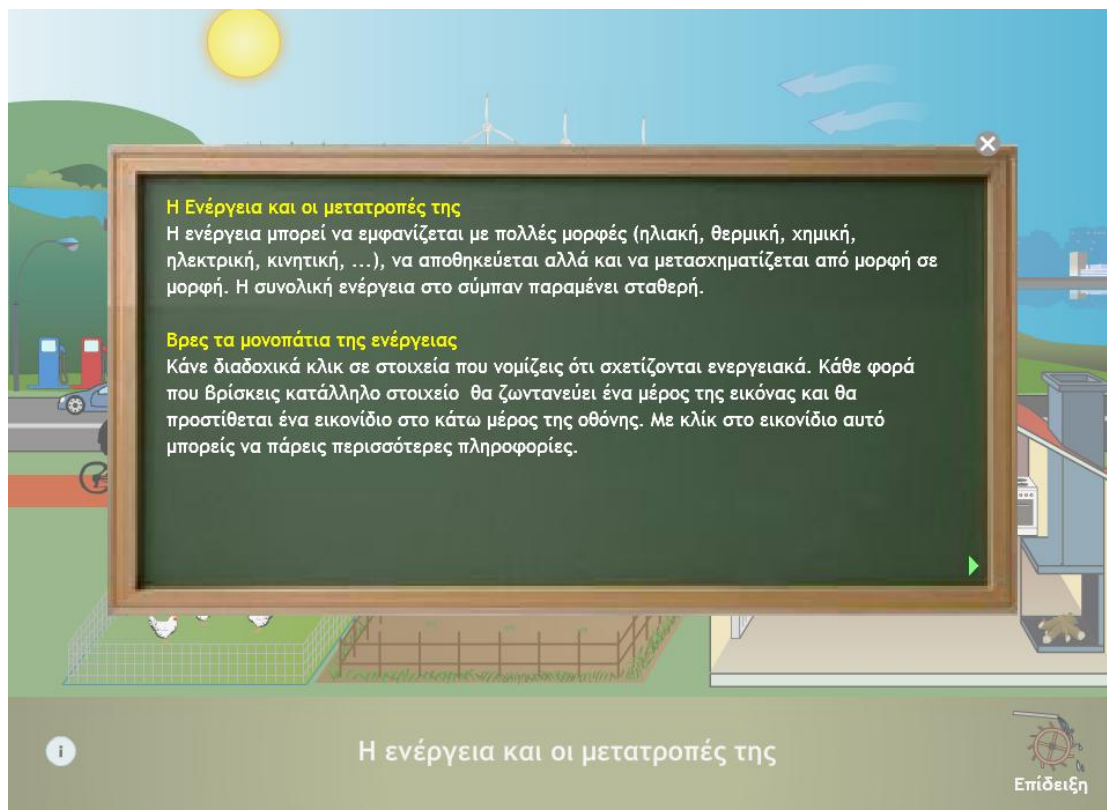 Η Ενέργεια και οι μετατροπές της
Η ενέργεια μπορεί να εμφανίζεται με πολλές μορφές (ηλιακή, θερμική, χημική,
ηλεκτρική, κινητική, ...), να αποθηκεύεται αλλά και να μετασχηματίζεται από μορφή σε
μορφή. Η συνολική ενέργεια στο σύμπαν παραμένει σταθερή.
Βρες τα μονοπάτια της ενέργειας
Κάνε διαδοχικά κλικ σε στοιχεία που νομίζεις ότι σχετίζονται ενεργειακά. Κάθε φορά
που βρίσκεις κατάλληλο στοιχείο θα ζωντανεύει ένα μέρος της εικόνας και θα
προστίθεται ένα εικονίδιο στο κάτω μέρος της οθόνης. Με κλίκ στο εικονίδιο αυτό
μπορείς να πάρεις περισσότερες πληροφορίες.
i
Η ενέργεια και οι μετατροπές της
Επίδειξη